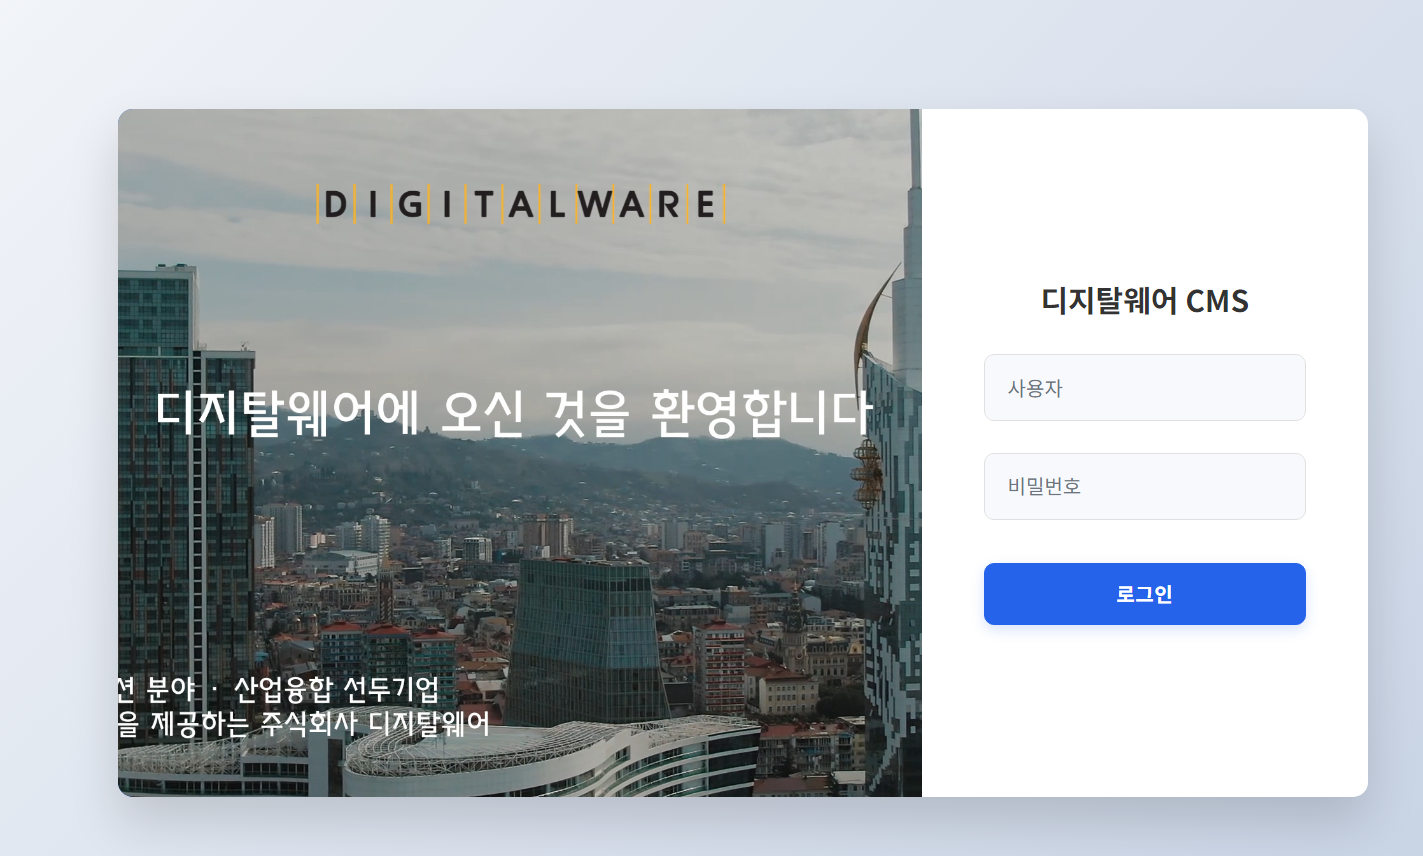 DIGITALWARE
디지탈웨어에 오신 것을 환영합니다
션 분야 · 산업융합 선두기업
을 제공하는 주식회사 디지탈웨어
디지탈웨어 CMS
사용자
비밀번호
로그인